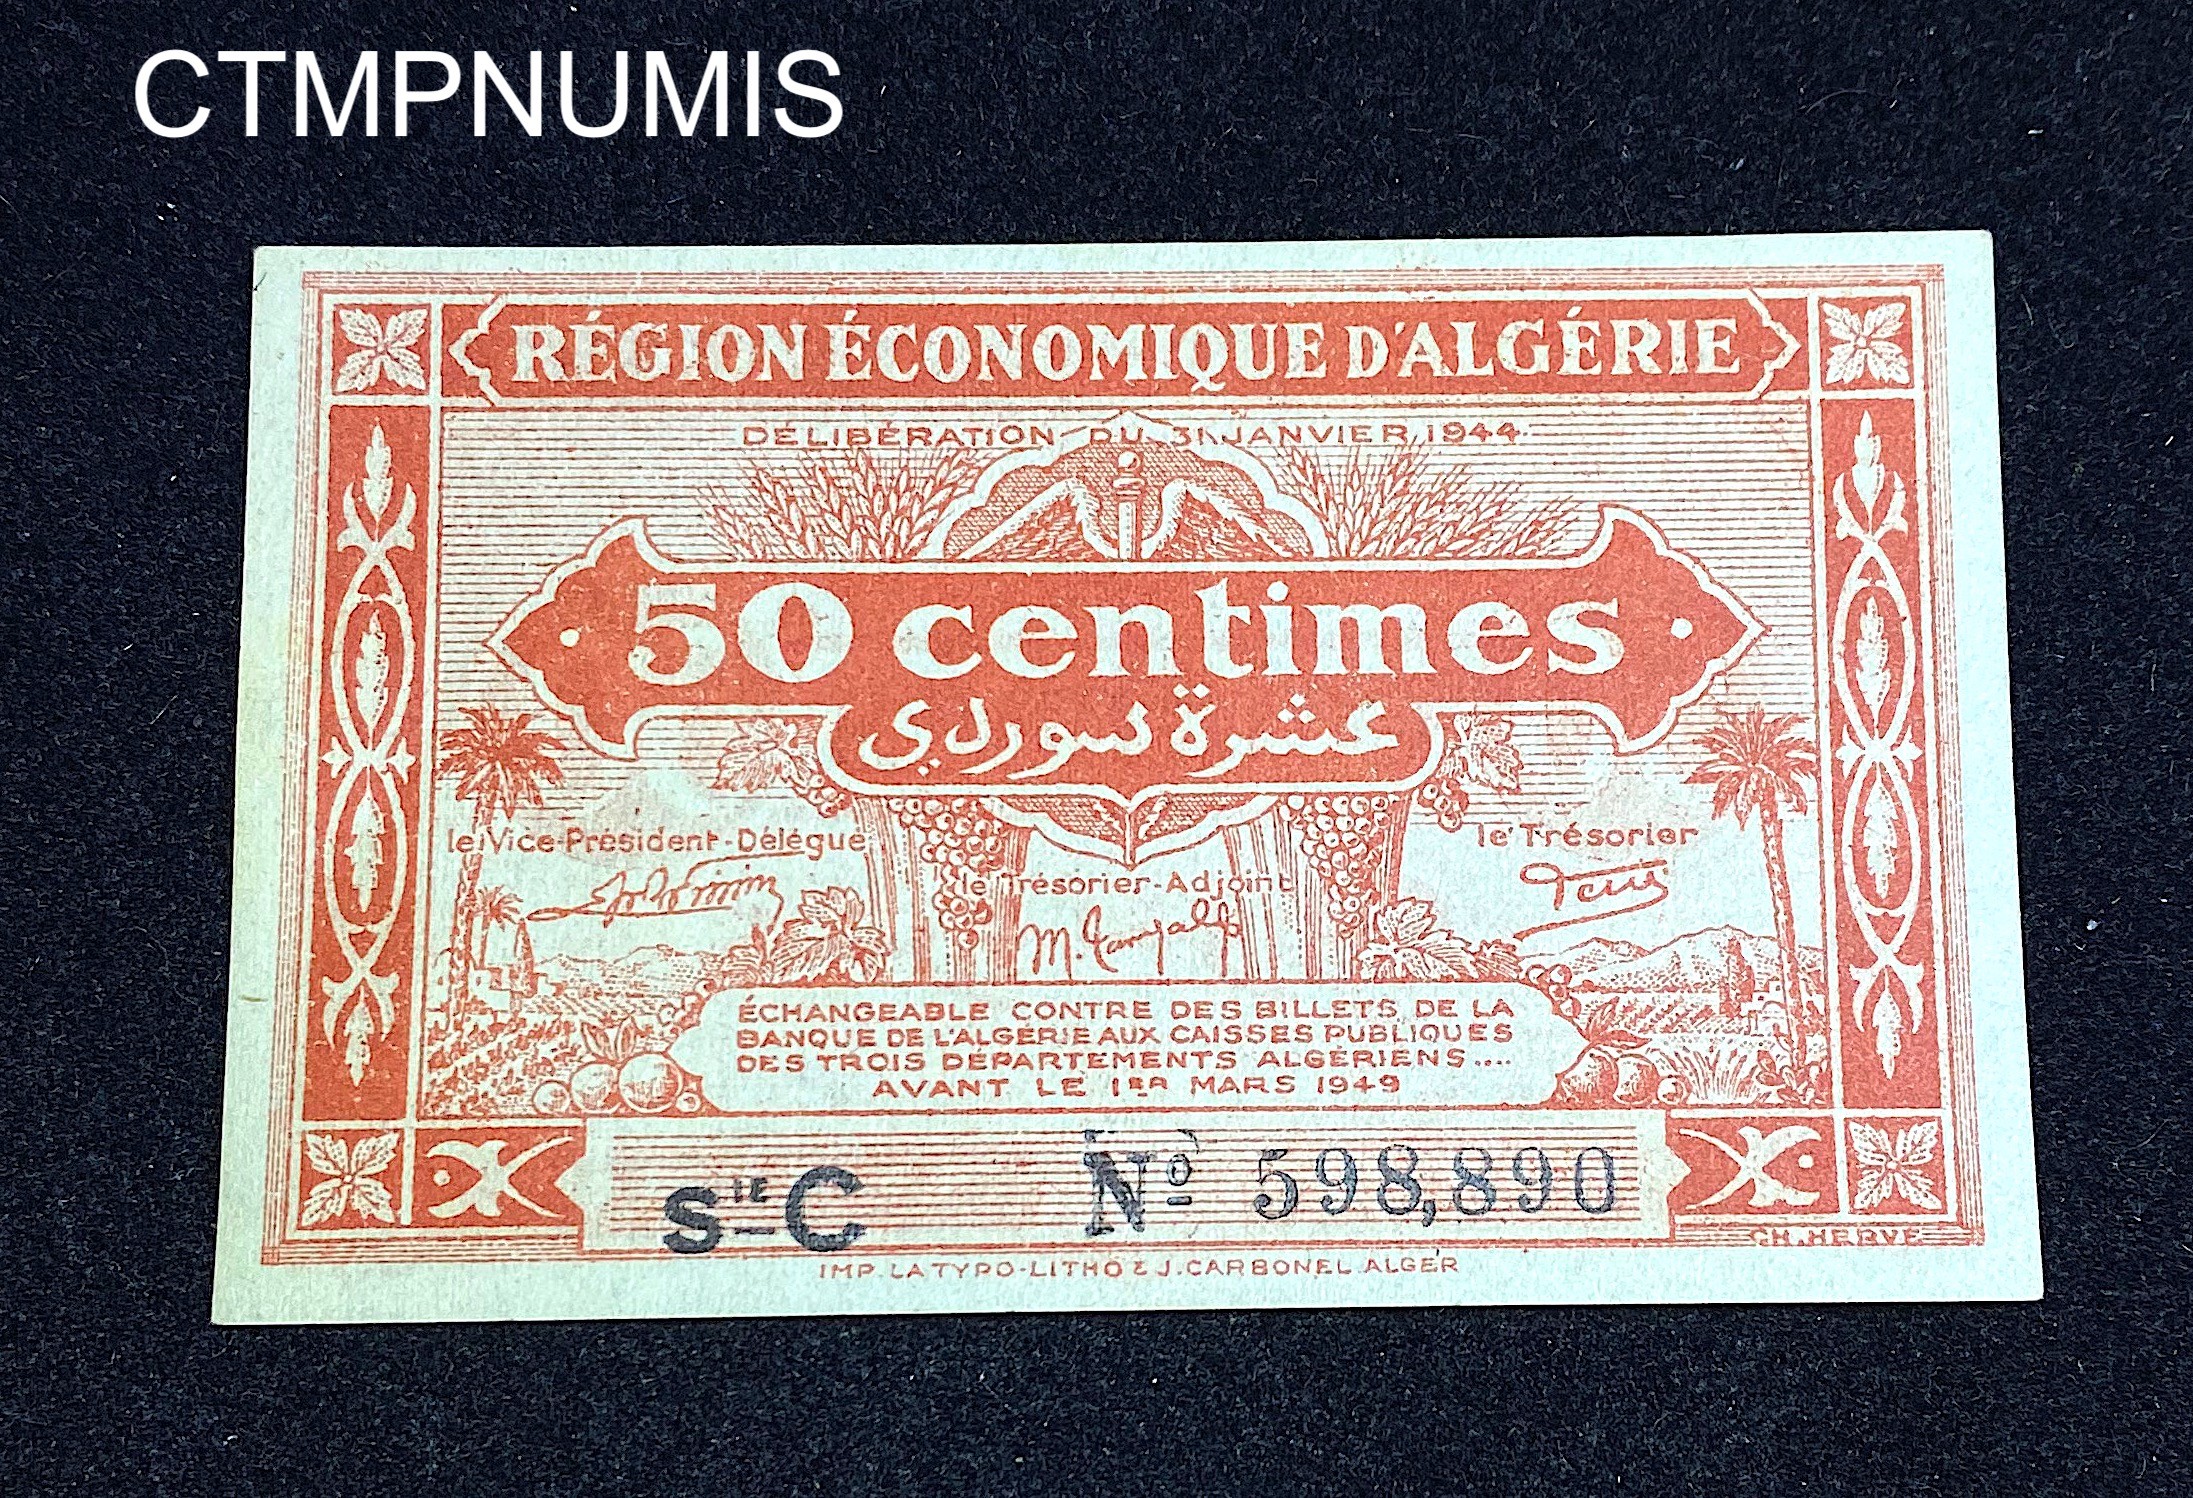 CTMPNUMIS
RÉGION ÉCONOMIQUE D'ALGÉRIE
DÉLIBÉRATION DU 31 JANVIER 1944
50 centimes
عشرة سوردي
le Vice-Président-Délégué
le Trésorier
le Trésorier-Adjoint
ÉCHANGEABLE CONTRE DES BILLETS DE LA
BANQUE DE L'ALGÉRIE AUX CAISSES PUBLIQUES
DES TROIS DÉPARTEMENTS ALGÉRIENS....
AVANT LE 1ER MARS 1949
SIE C Nº 598,890
CH. HERVÉ
IMP. LA TYPO-LITHO & J. CARBONEL ALGER